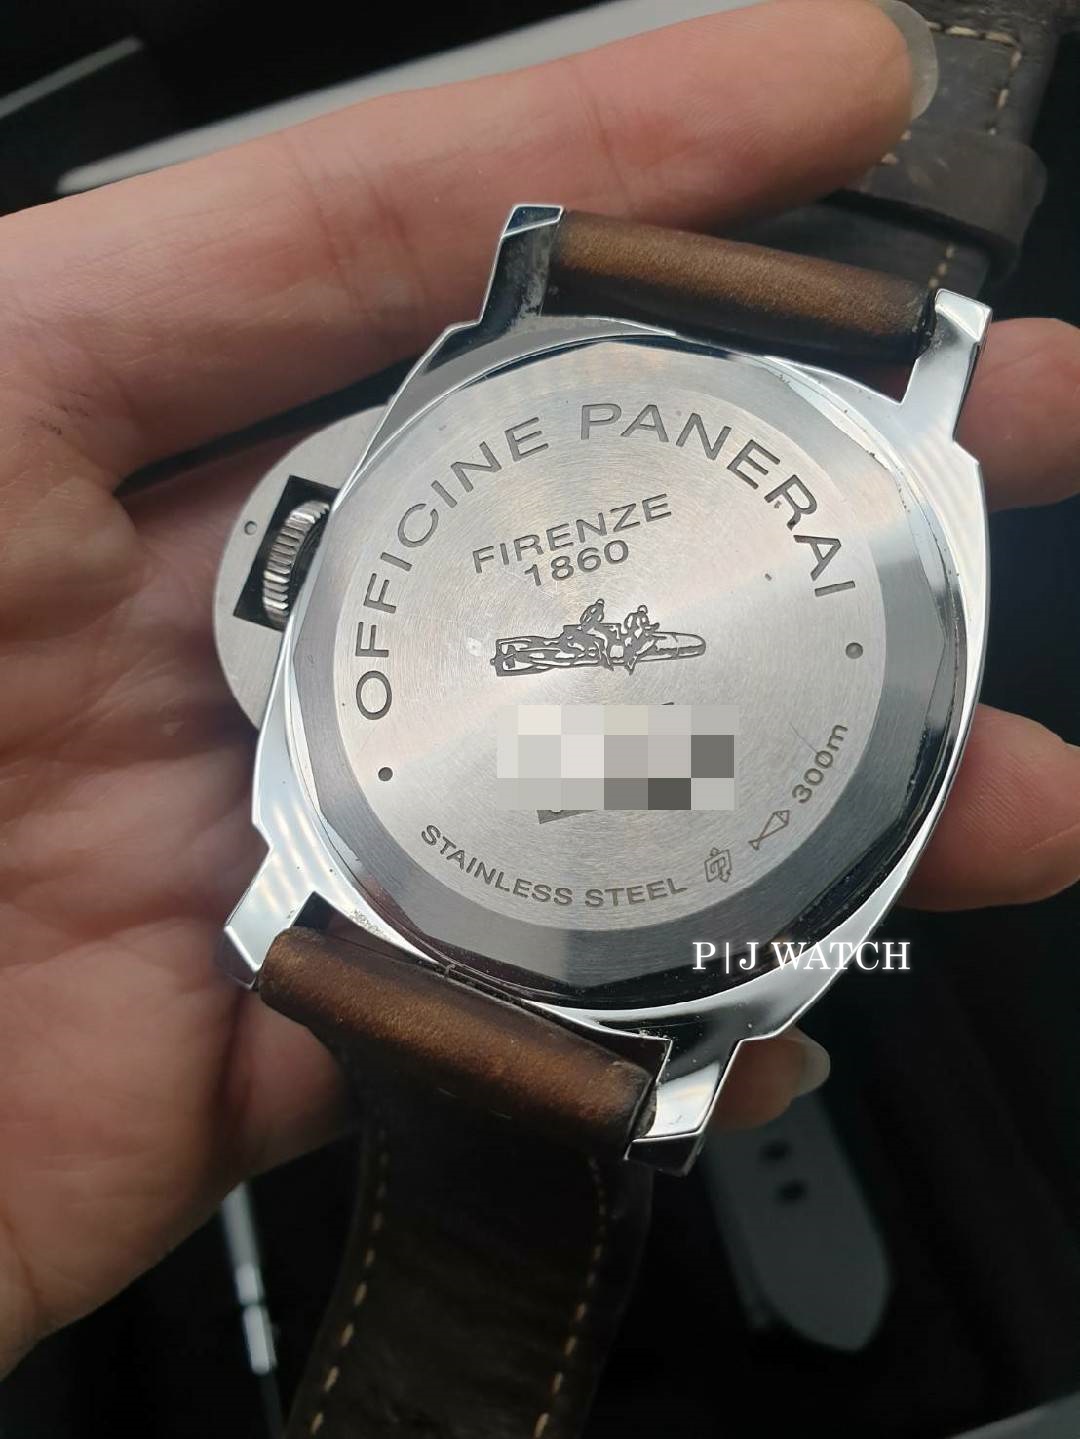 OFFICINE PANERAI
FIRENZE
1860
300m
STAINLESS STEEL
P|J WATCH